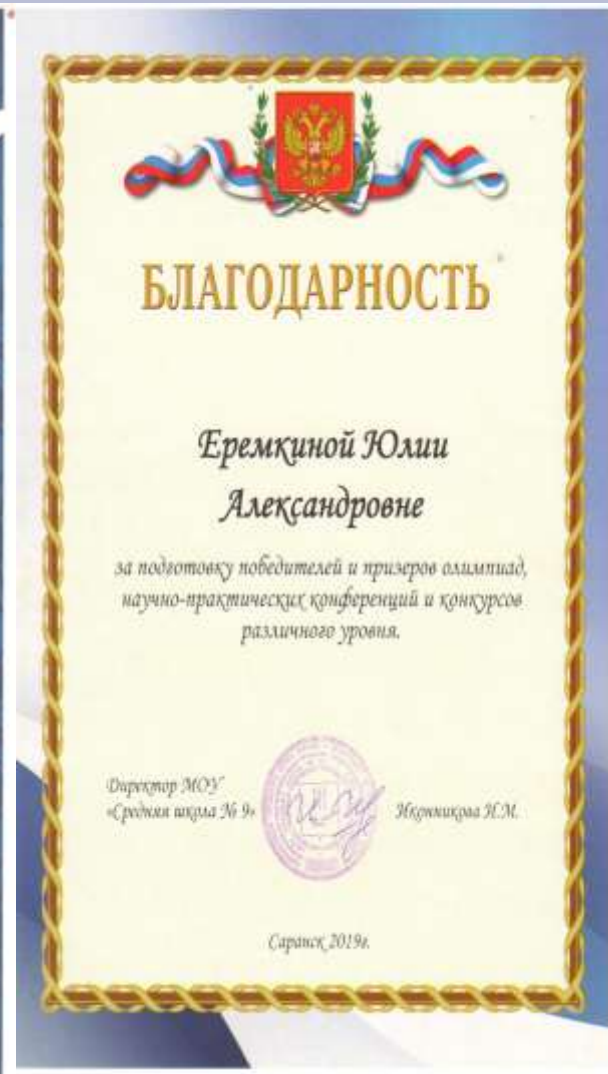 БЛАГОДАРНОСТЬ
Еремкиной Юлии
Александровне
за подготовку победителей и призеров олимпиад,
научно-практических конференций и конкурсов
различного уровня.
Директор МОУ
«Средняя школа № 9»
Иконникова И.М.
Саранск 2019г.